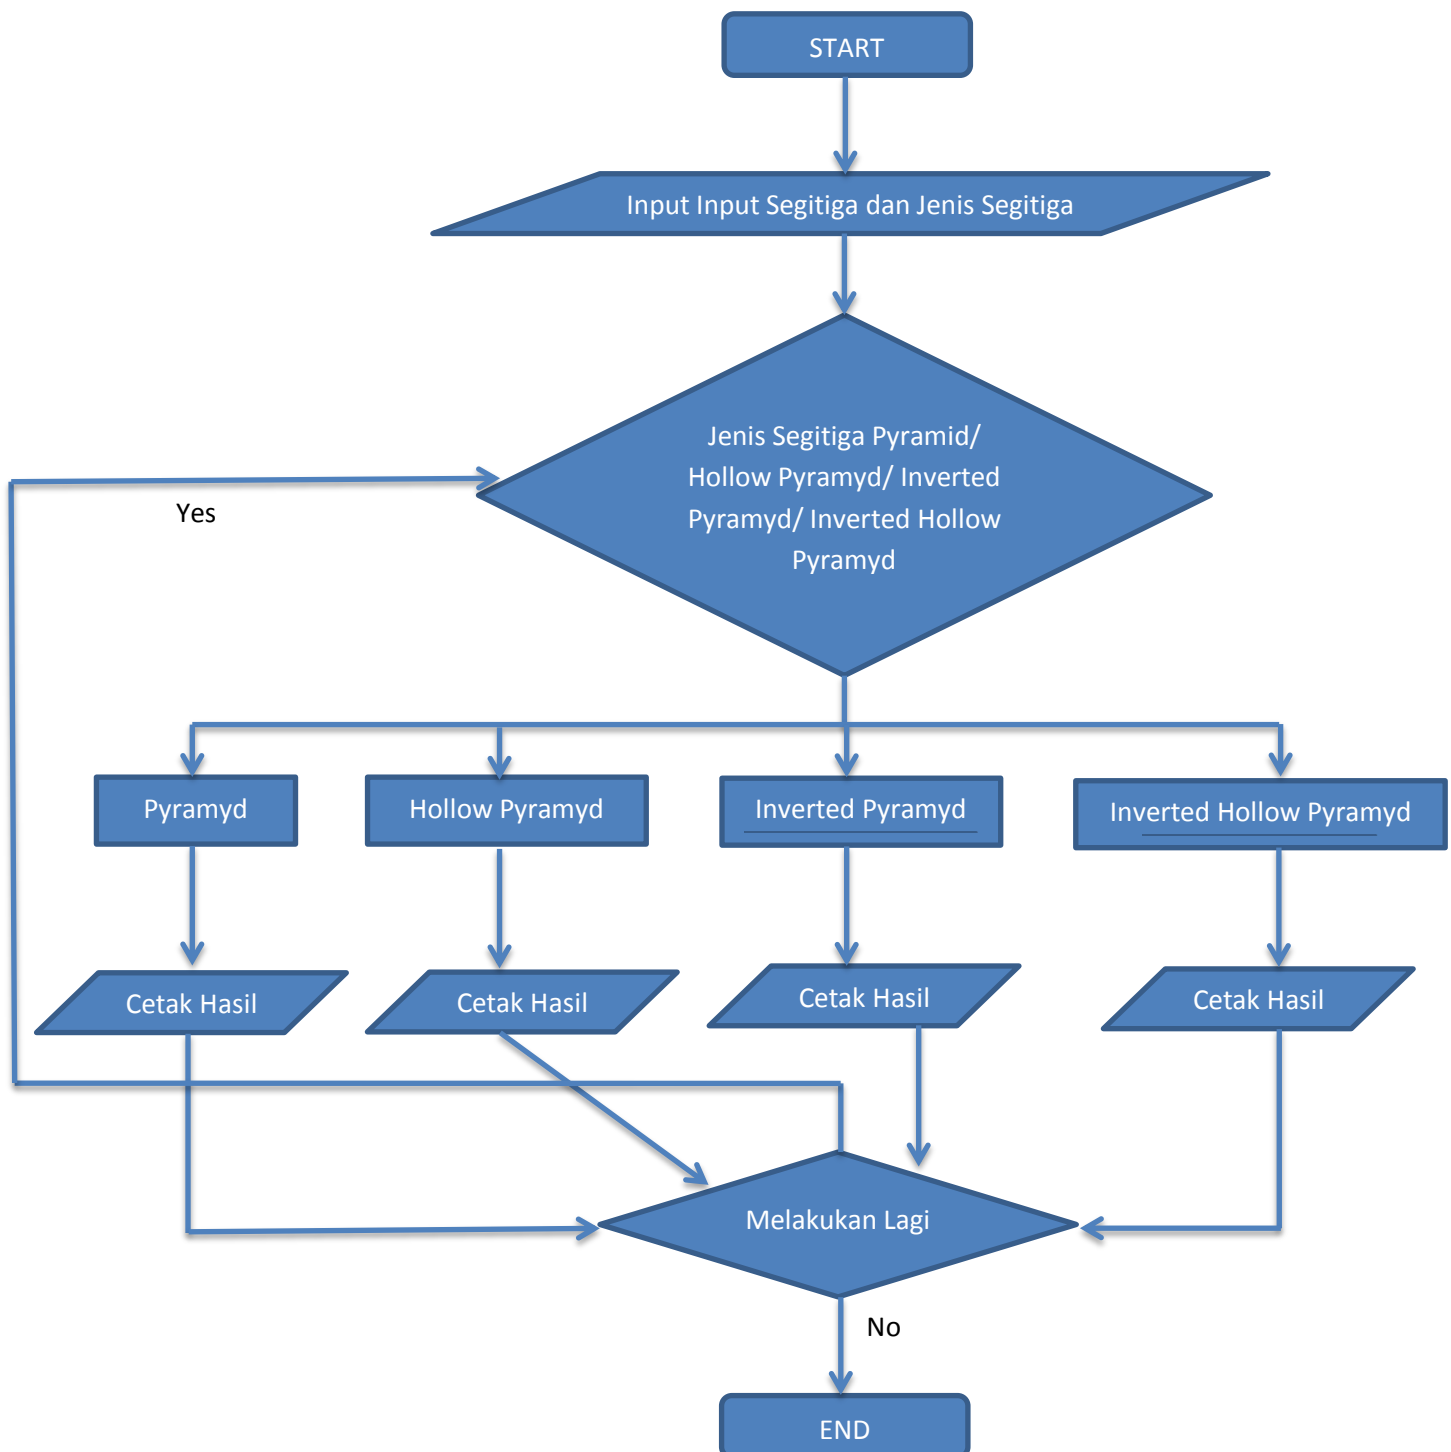 START
Input Input Segitiga dan Jenis Segitiga
Jenis Segitiga Pyramid/
Hollow Pyramyd/ Inverted
Pyramyd/ Inverted Hollow
Pyramyd
Yes
Pyramyd
Hollow Pyramyd
Inverted Pyramyd
Inverted Hollow Pyramyd
Cetak Hasil
Cetak Hasil
Cetak Hasil
Cetak Hasil
Melakukan Lagi
No
END